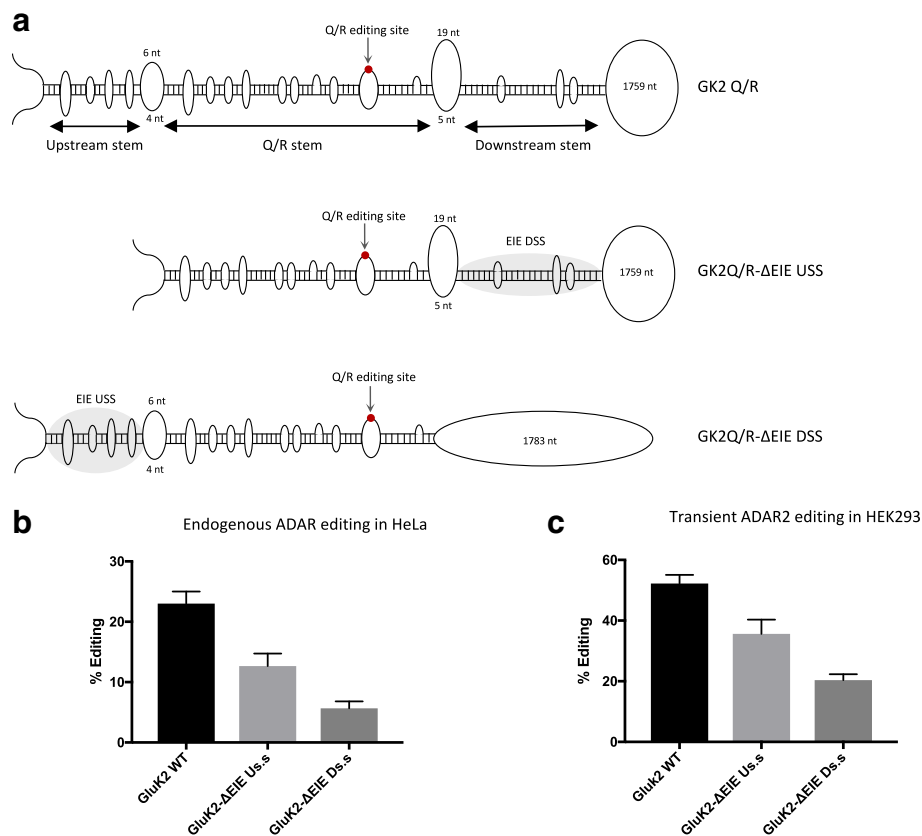 a
Q/R editing site
6 nt
19 nt
1759 nt
GK2 Q/R
4 nt
5 nt
Upstream stem
Q/R stem
Downstream stem
Q/R editing site
19 nt
EIE DSS
1759 nt
GK2Q/R-ΔEIE USS
5 nt
Q/R editing site
EIE USS
6 nt
1783 nt
GK2Q/R-ΔEIE DSS
4 nt
b
Endogenous ADAR editing in HeLa
% Editing
30
20
10
0
GluK2 WT
GluK2-ΔEIE Us.s
GluK2-ΔEIE Ds.s
c
Transient ADAR2 editing in HEK293
% Editing
60
40
20
0
GluK2 WT
GluK2-ΔEIE Us.s
GluK2-ΔEIE Ds.s